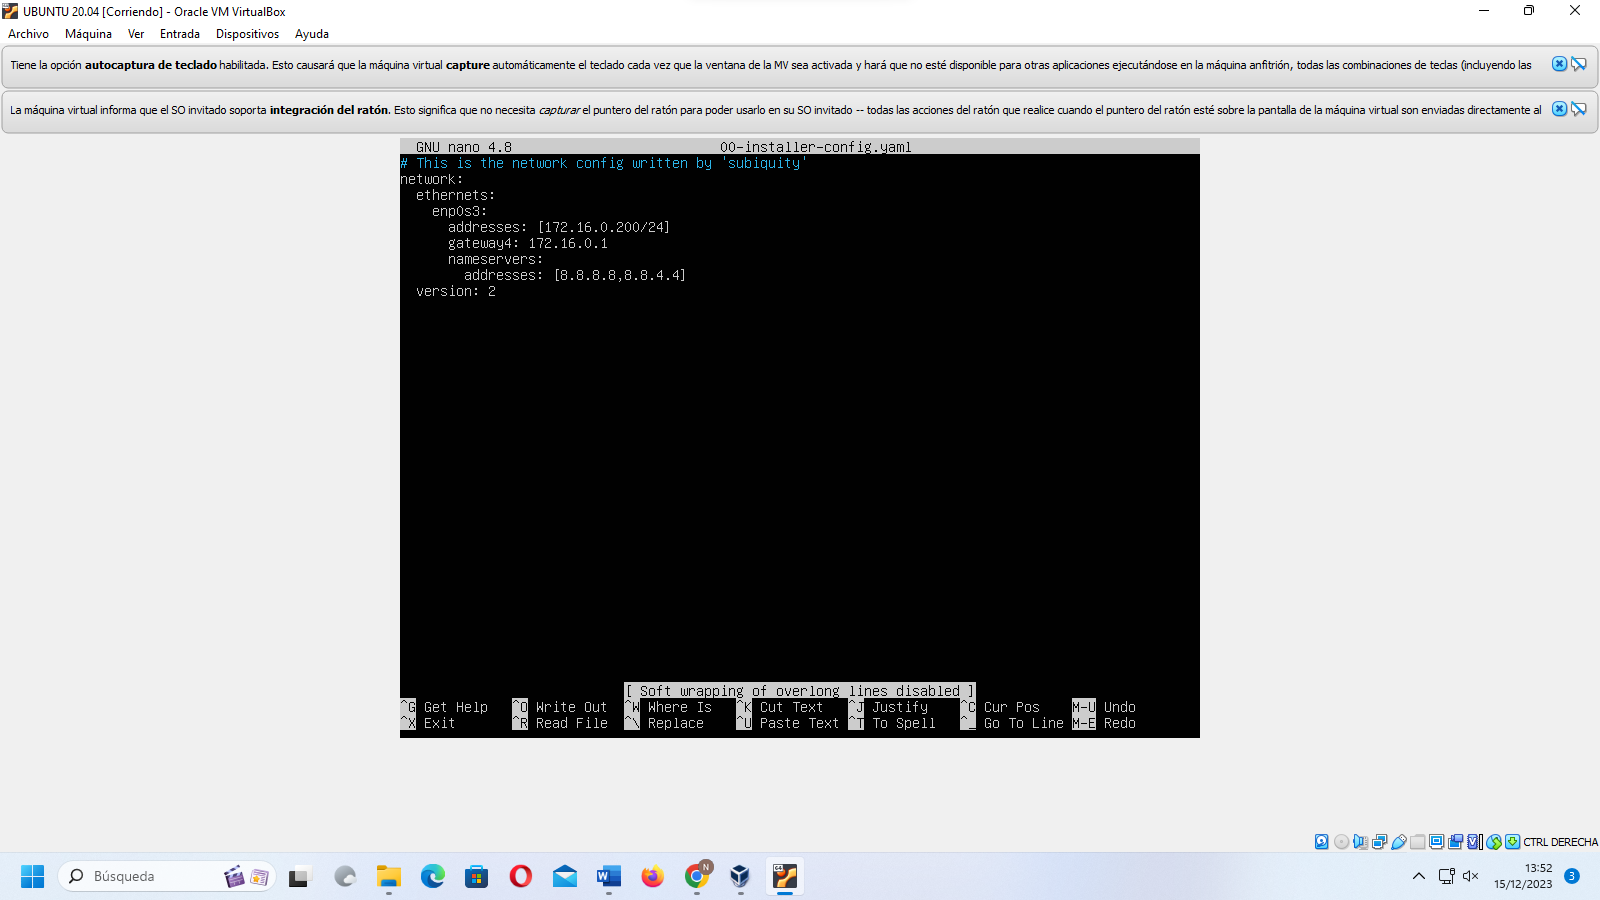 UBUNTU 20.04 [Corriendo] - Oracle VM VirtualBox
Archivo Máquina Ver Entrada Dispositivos Ayuda
Tiene la opción autocaptura de teclado habilitada. Esto causará que la máquina virtual capture automáticamente el teclado cada vez que la ventana de la MV sea activada y hará que no esté disponible para otras aplicaciones ejecutándose en la máquina anfitrión, todas las combinaciones de teclas (incluyendo las
La máquina virtual informa que el SO invitado soporta integración del ratón. Esto significa que no necesita capturar el puntero del ratón para poder usarlo en su SO invitado -- todas las acciones del ratón que realice cuando el puntero del ratón esté sobre la pantalla de la máquina virtual son enviadas directamente al
GNU nano 4.8 00-installer-config.yaml
# This is the network config written by 'subiquity'
network:
  ethernets:
    enp0s3:
      addresses: [172.16.0.200/24]
      gateway4: 172.16.0.1
      nameservers:
        addresses: [8.8.8.8,8.8.4.4]
  version: 2
[ Soft wrapping of overlong lines disabled ]
^G Get Help ^O Write Out ^W Where Is ^K Cut Text ^J Justify ^C Cur Pos M-U Undo
^X Exit ^R Read File ^\ Replace ^U Paste Text ^T To Spell ^_ Go To Line M-E Redo
CTRL DERECHA
Búsqueda
N
13:52
15/12/2023
3